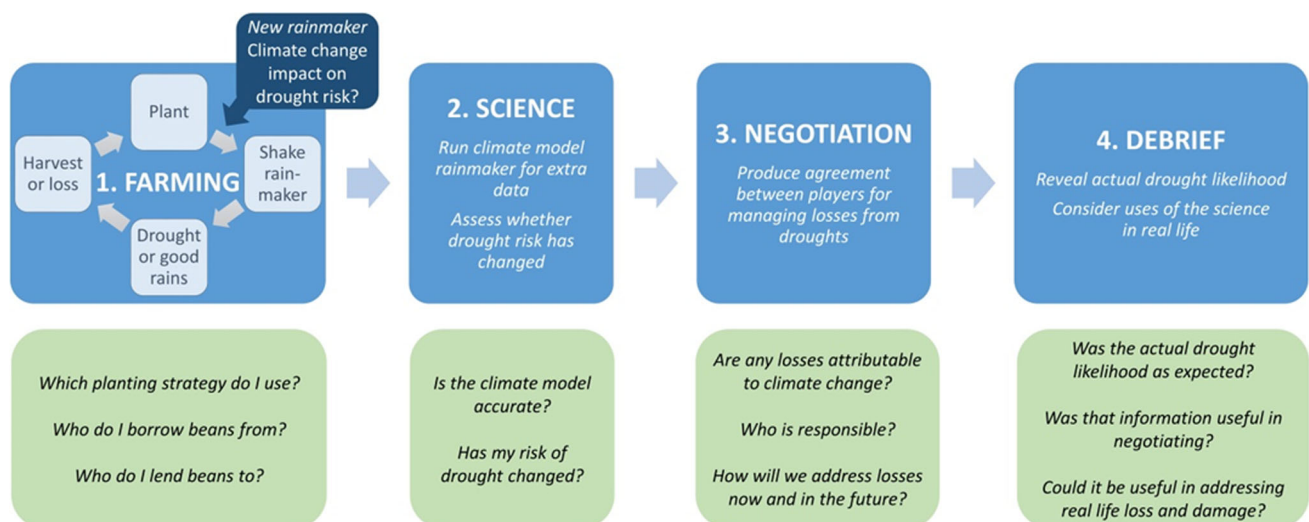 New rainmaker
Climate change
impact on
drought risk?
Plant
Harvest
or loss
1. FARMING
Shake
rain-
maker
Drought
or good
rains
2. SCIENCE
Run climate model
rainmaker for extra
data
Assess whether
drought risk has
changed
3. NEGOTIATION
Produce agreement
between players for
managing losses from
droughts
4. DEBRIEF
Reveal actual drought likelihood
Consider uses of the science
in real life
Which planting strategy do I use?
Who do I borrow beans from?
Who do I lend beans to?
Is the climate model
accurate?
Has my risk of
drought changed?
Are any losses attributable
to climate change?
Who is responsible?
How will we address losses
now and in the future?
Was the actual drought
likelihood as expected?
Was that information useful in
negotiating?
Could it be useful in addressing
real life loss and damage?